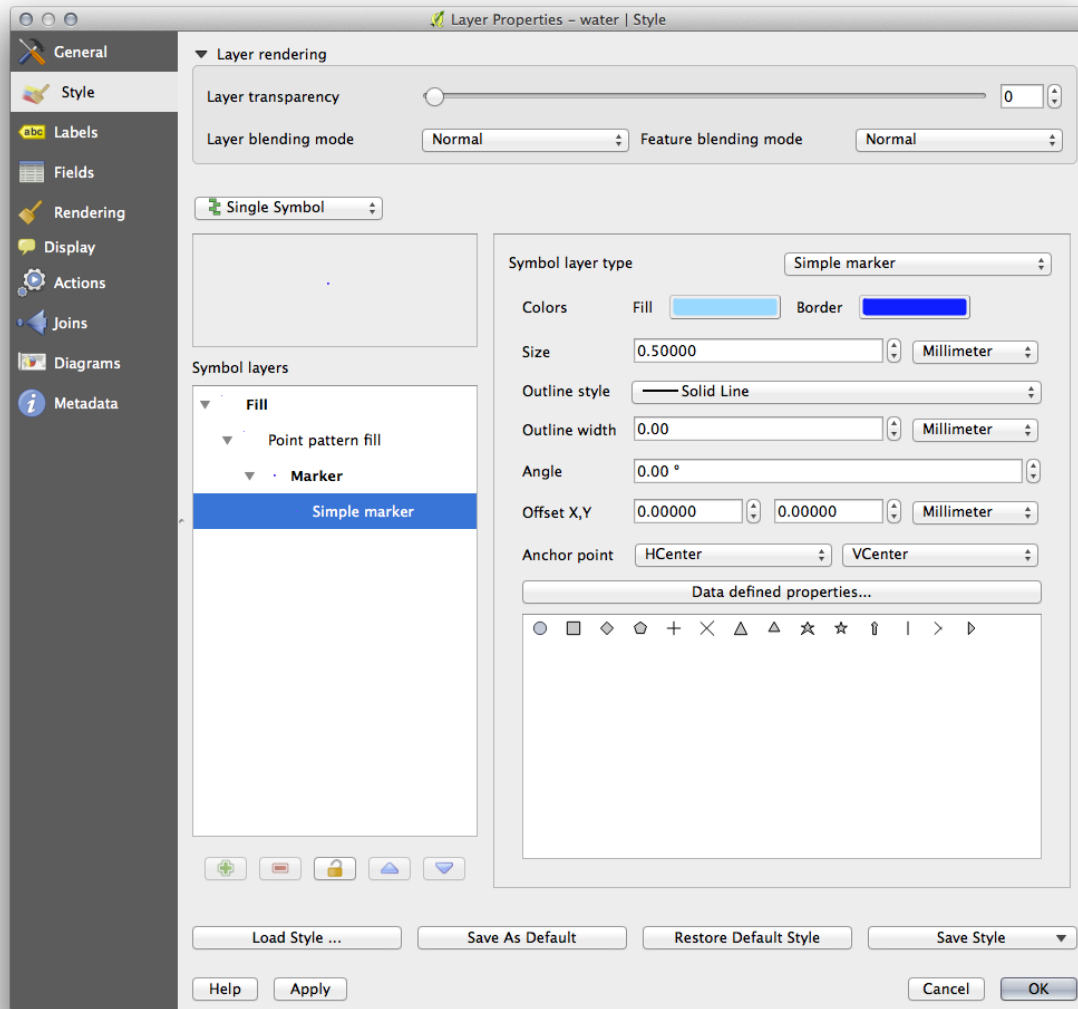 Layer Properties – water | Style
General
Style
abc Labels
Fields
Rendering
Display
Actions
Joins
Diagrams
i Metadata
Layer rendering
Layer transparency 0
Layer blending mode Normal Feature blending mode Normal
Single Symbol
Symbol layers
Fill
Point pattern fill
Marker
Simple marker
Symbol layer type Simple marker
Colors Fill Border
Size 0.50000 Millimeter
Outline style Solid Line
Outline width 0.00 Millimeter
Angle 0.00 °
Offset X,Y 0.00000 0.00000 Millimeter
Anchor point HCenter VCenter
Data defined properties...
Load Style ... Save As Default Restore Default Style Save Style
Help Apply Cancel OK